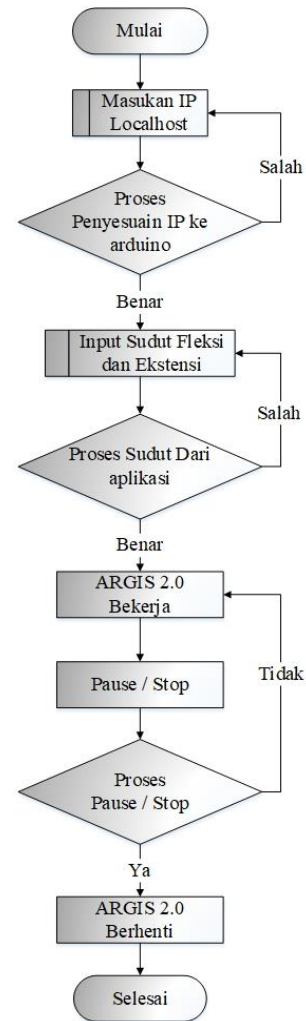 Mulai
Masukan IP
Localhost
Salah
Proses
Penyesuain IP ke
arduino
Benar
Input Sudut Fleksi
dan Ekstensi
Salah
Proses Sudut Dari
aplikasi
Benar
ARGIS 2.0
Bekerja
Pause / Stop
Tidak
Proses
Pause / Stop
Ya
ARGIS 2.0
Berhenti
Selesai